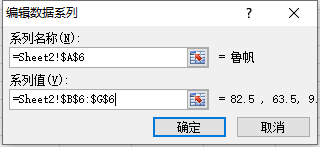 编辑数据系列
系列名称(N):
=Sheet2!$A$6 = 鲁帆
系列值(V):
=Sheet2!$B$6:$G$6 = 82.5 , 63.5, 9.
确定 取消